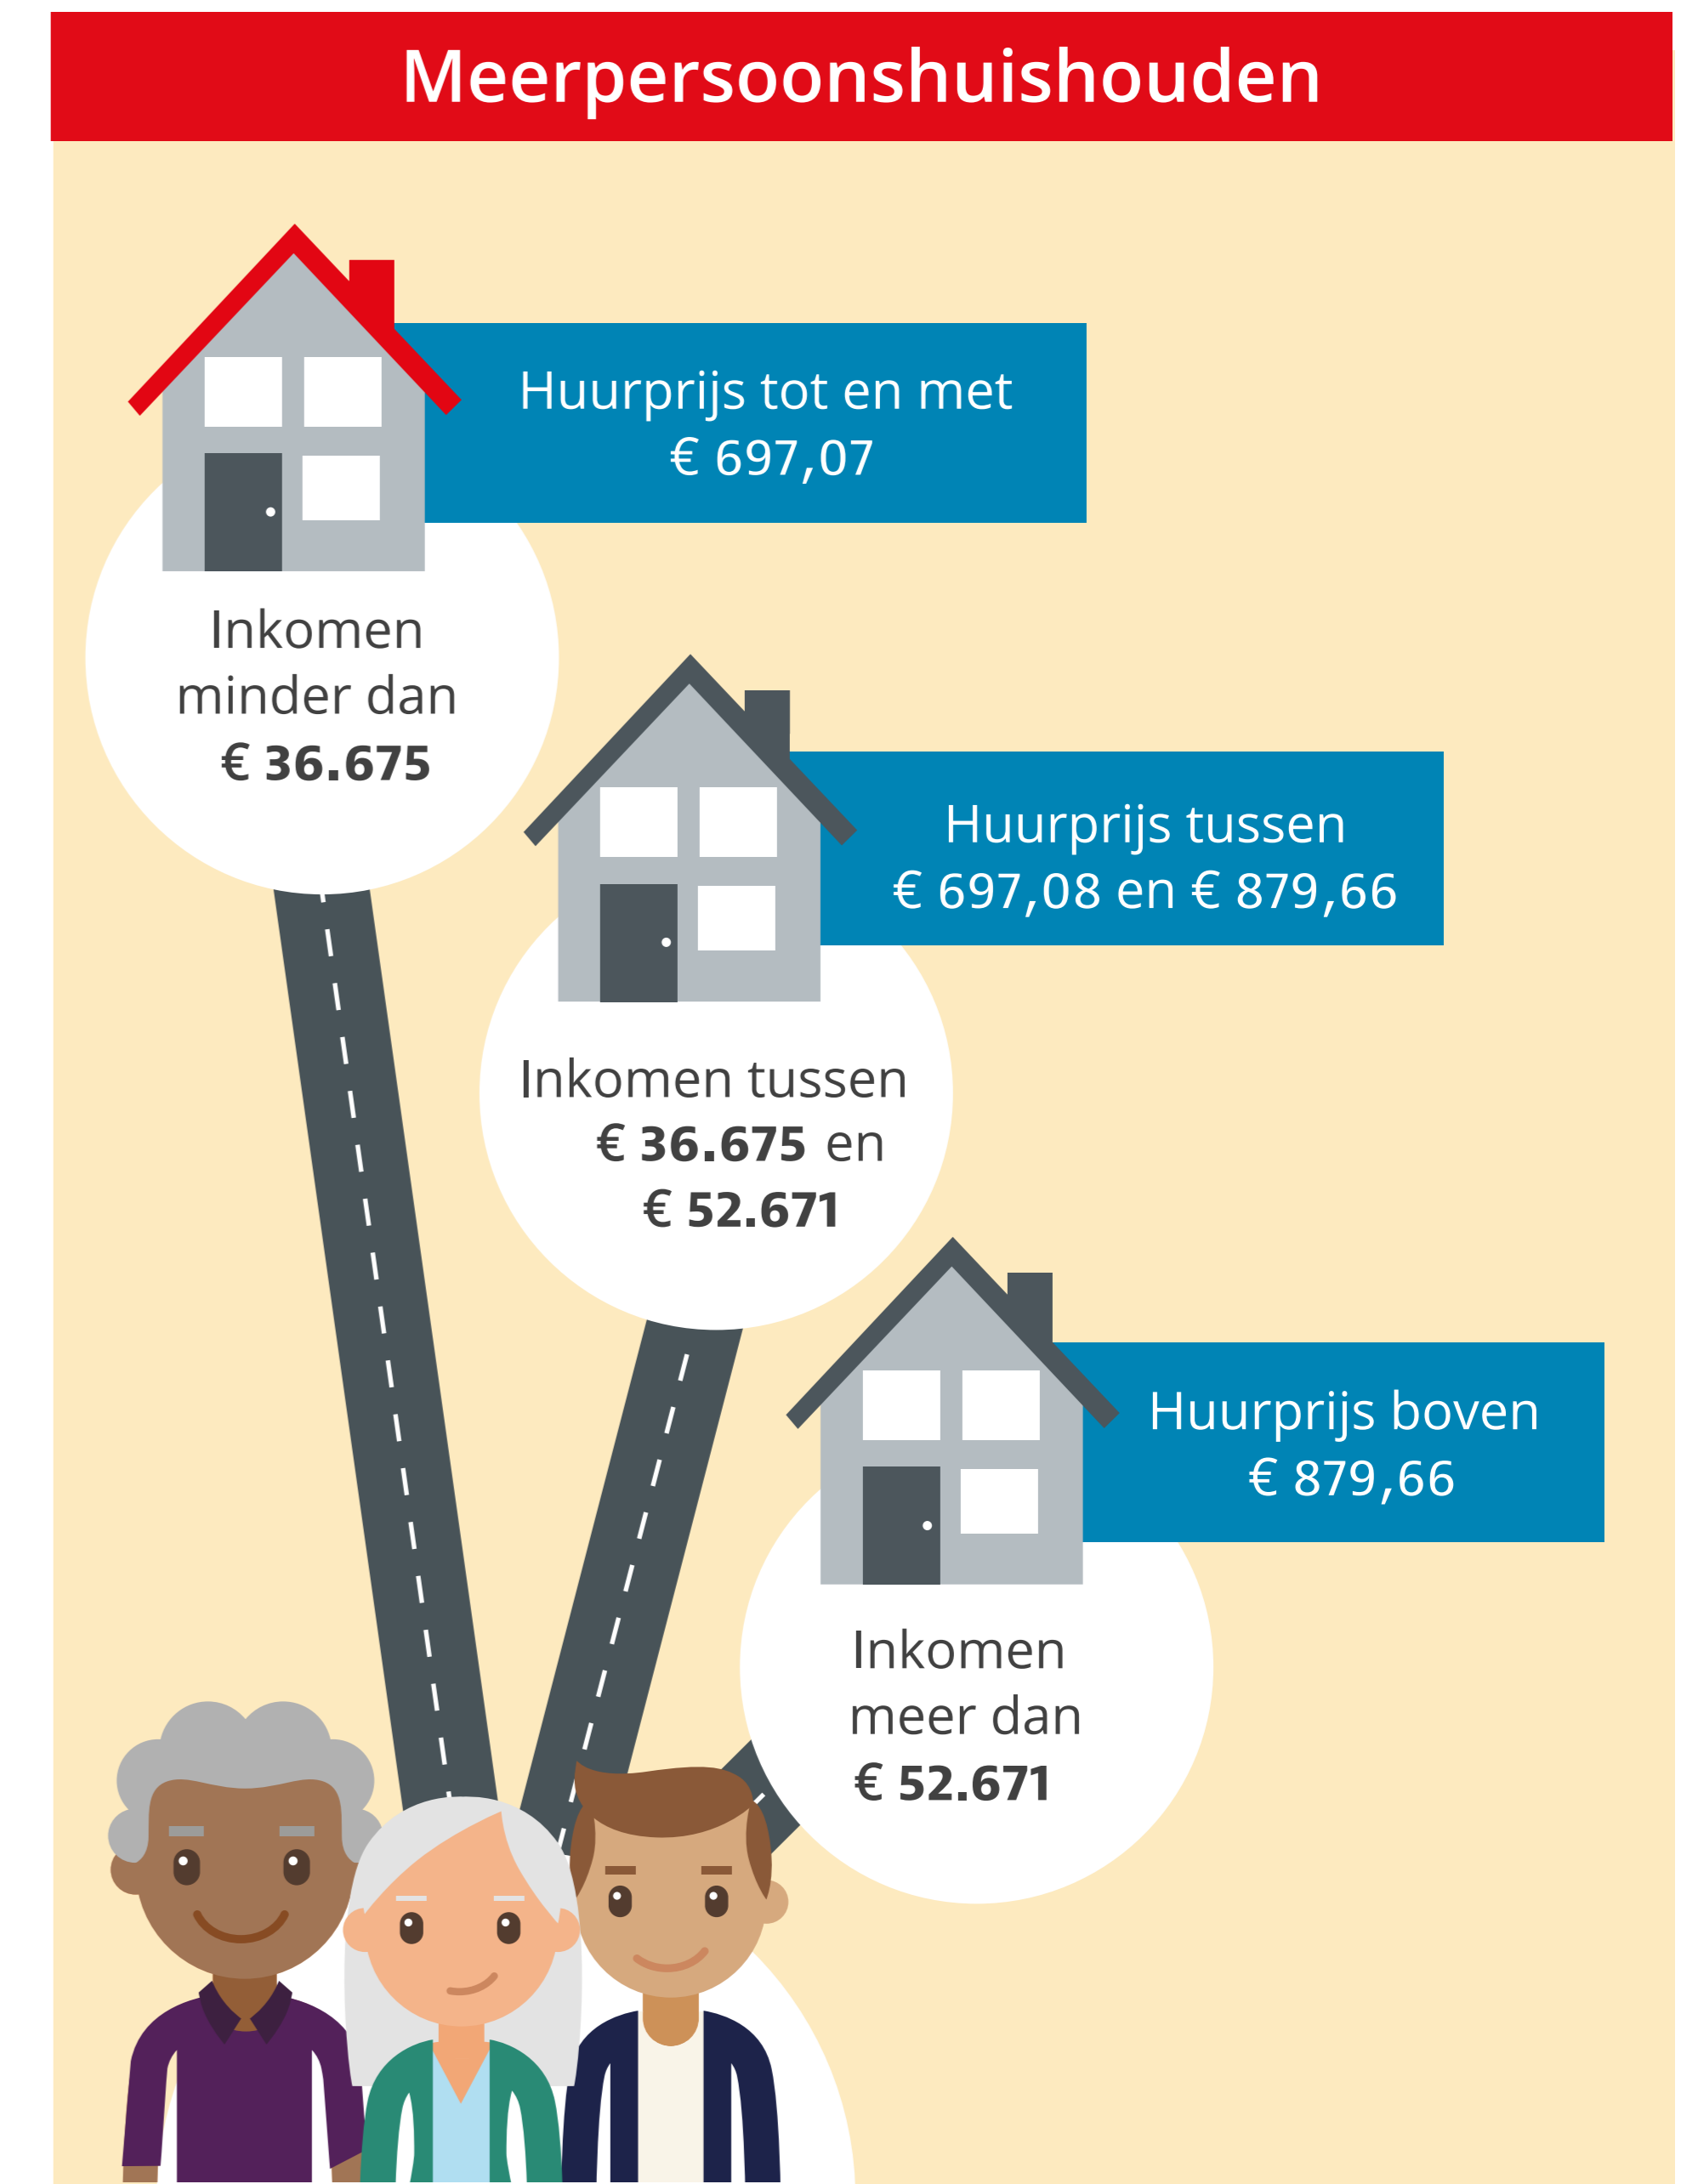 Meerpersoonshuishouden
Huurprijs tot en met
€ 697,07
Inkomen
minder dan
€ 36.675
Huurprijs tussen
€ 697,08 en € 879,66
Inkomen tussen
€ 36.675 en
€ 52.671
Huurprijs boven
€ 879,66
Inkomen
meer dan
€ 52.671